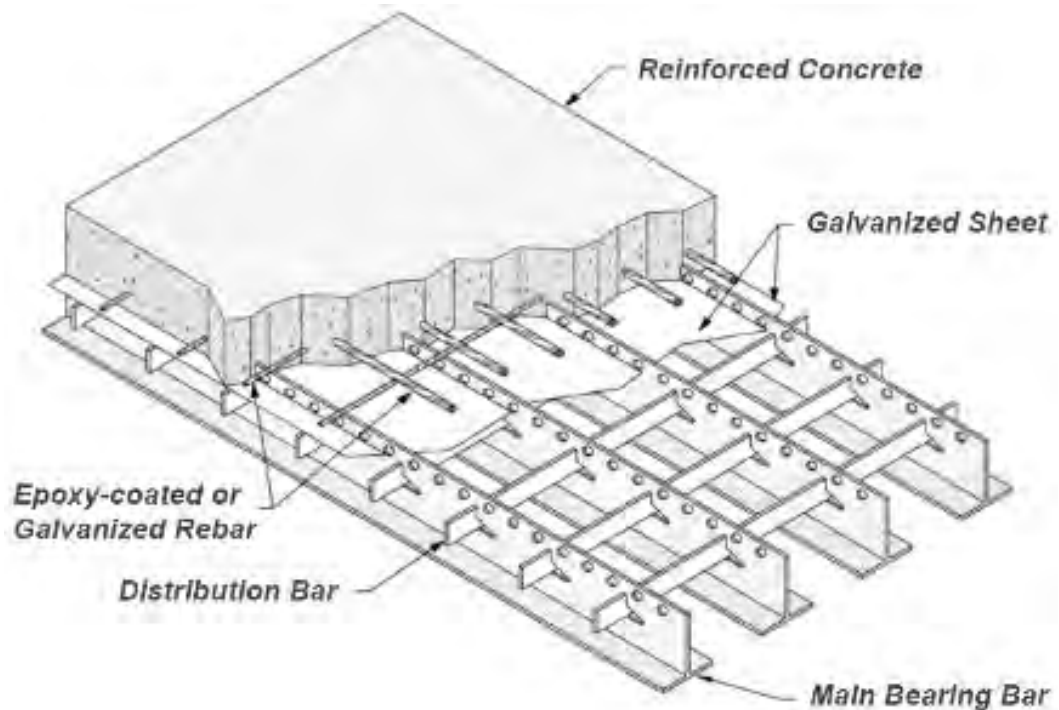 Reinforced Concrete
Galvanized Sheet
Epoxy-coated or
Galvanized Rebar
Distribution Bar
Main Bearing Bar